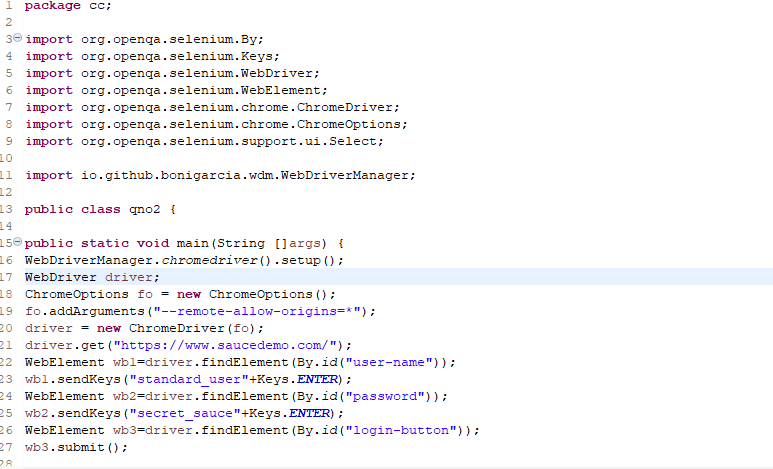 1 package cc;
2
3 import org.openqa.selenium.By;
4 import org.openqa.selenium.Keys;
5 import org.openqa.selenium.WebDriver;
6 import org.openqa.selenium.WebElement;
7 import org.openqa.selenium.chrome.ChromeDriver;
8 import org.openqa.selenium.chrome.ChromeOptions;
9 import org.openqa.selenium.support.ui.Select;
10
11 import io.github.bonigarcia.wdm.WebDriverManager;
12
13 public class qno2 {
14
15 public static void main(String []args) {
16 WebDriverManager.chromedriver().setup();
17 WebDriver driver;
18 ChromeOptions fo = new ChromeOptions();
19 fo.addArguments("--remote-allow-origins=*");
20 driver = new ChromeDriver(fo);
21 driver.get("https://www.saucedemo.com/");
22 WebElement wb1=driver.findElement(By.id("user-name"));
23 wb1.sendKeys("standard_user"+Keys.ENTER);
24 WebElement wb2=driver.findElement(By.id("password"));
25 wb2.sendKeys("secret_sauce"+Keys.ENTER);
26 WebElement wb3=driver.findElement(By.id("login-button"));
27 wb3.submit();
28